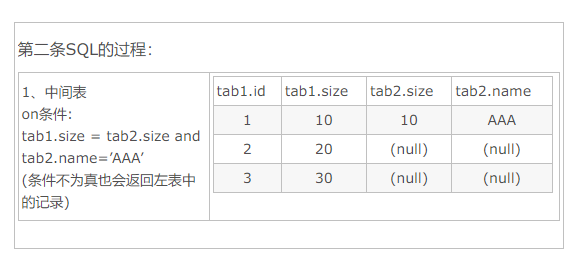 第二条SQL的过程：
1、中间表
on条件:
tab1.size = tab2.size and
tab2.name=’AAA’
(条件不为真也会返回左表中
的记录)
tab1.id tab1.size tab2.size tab2.name
1 10 10 AAA
2 20 (null) (null)
3 30 (null) (null)